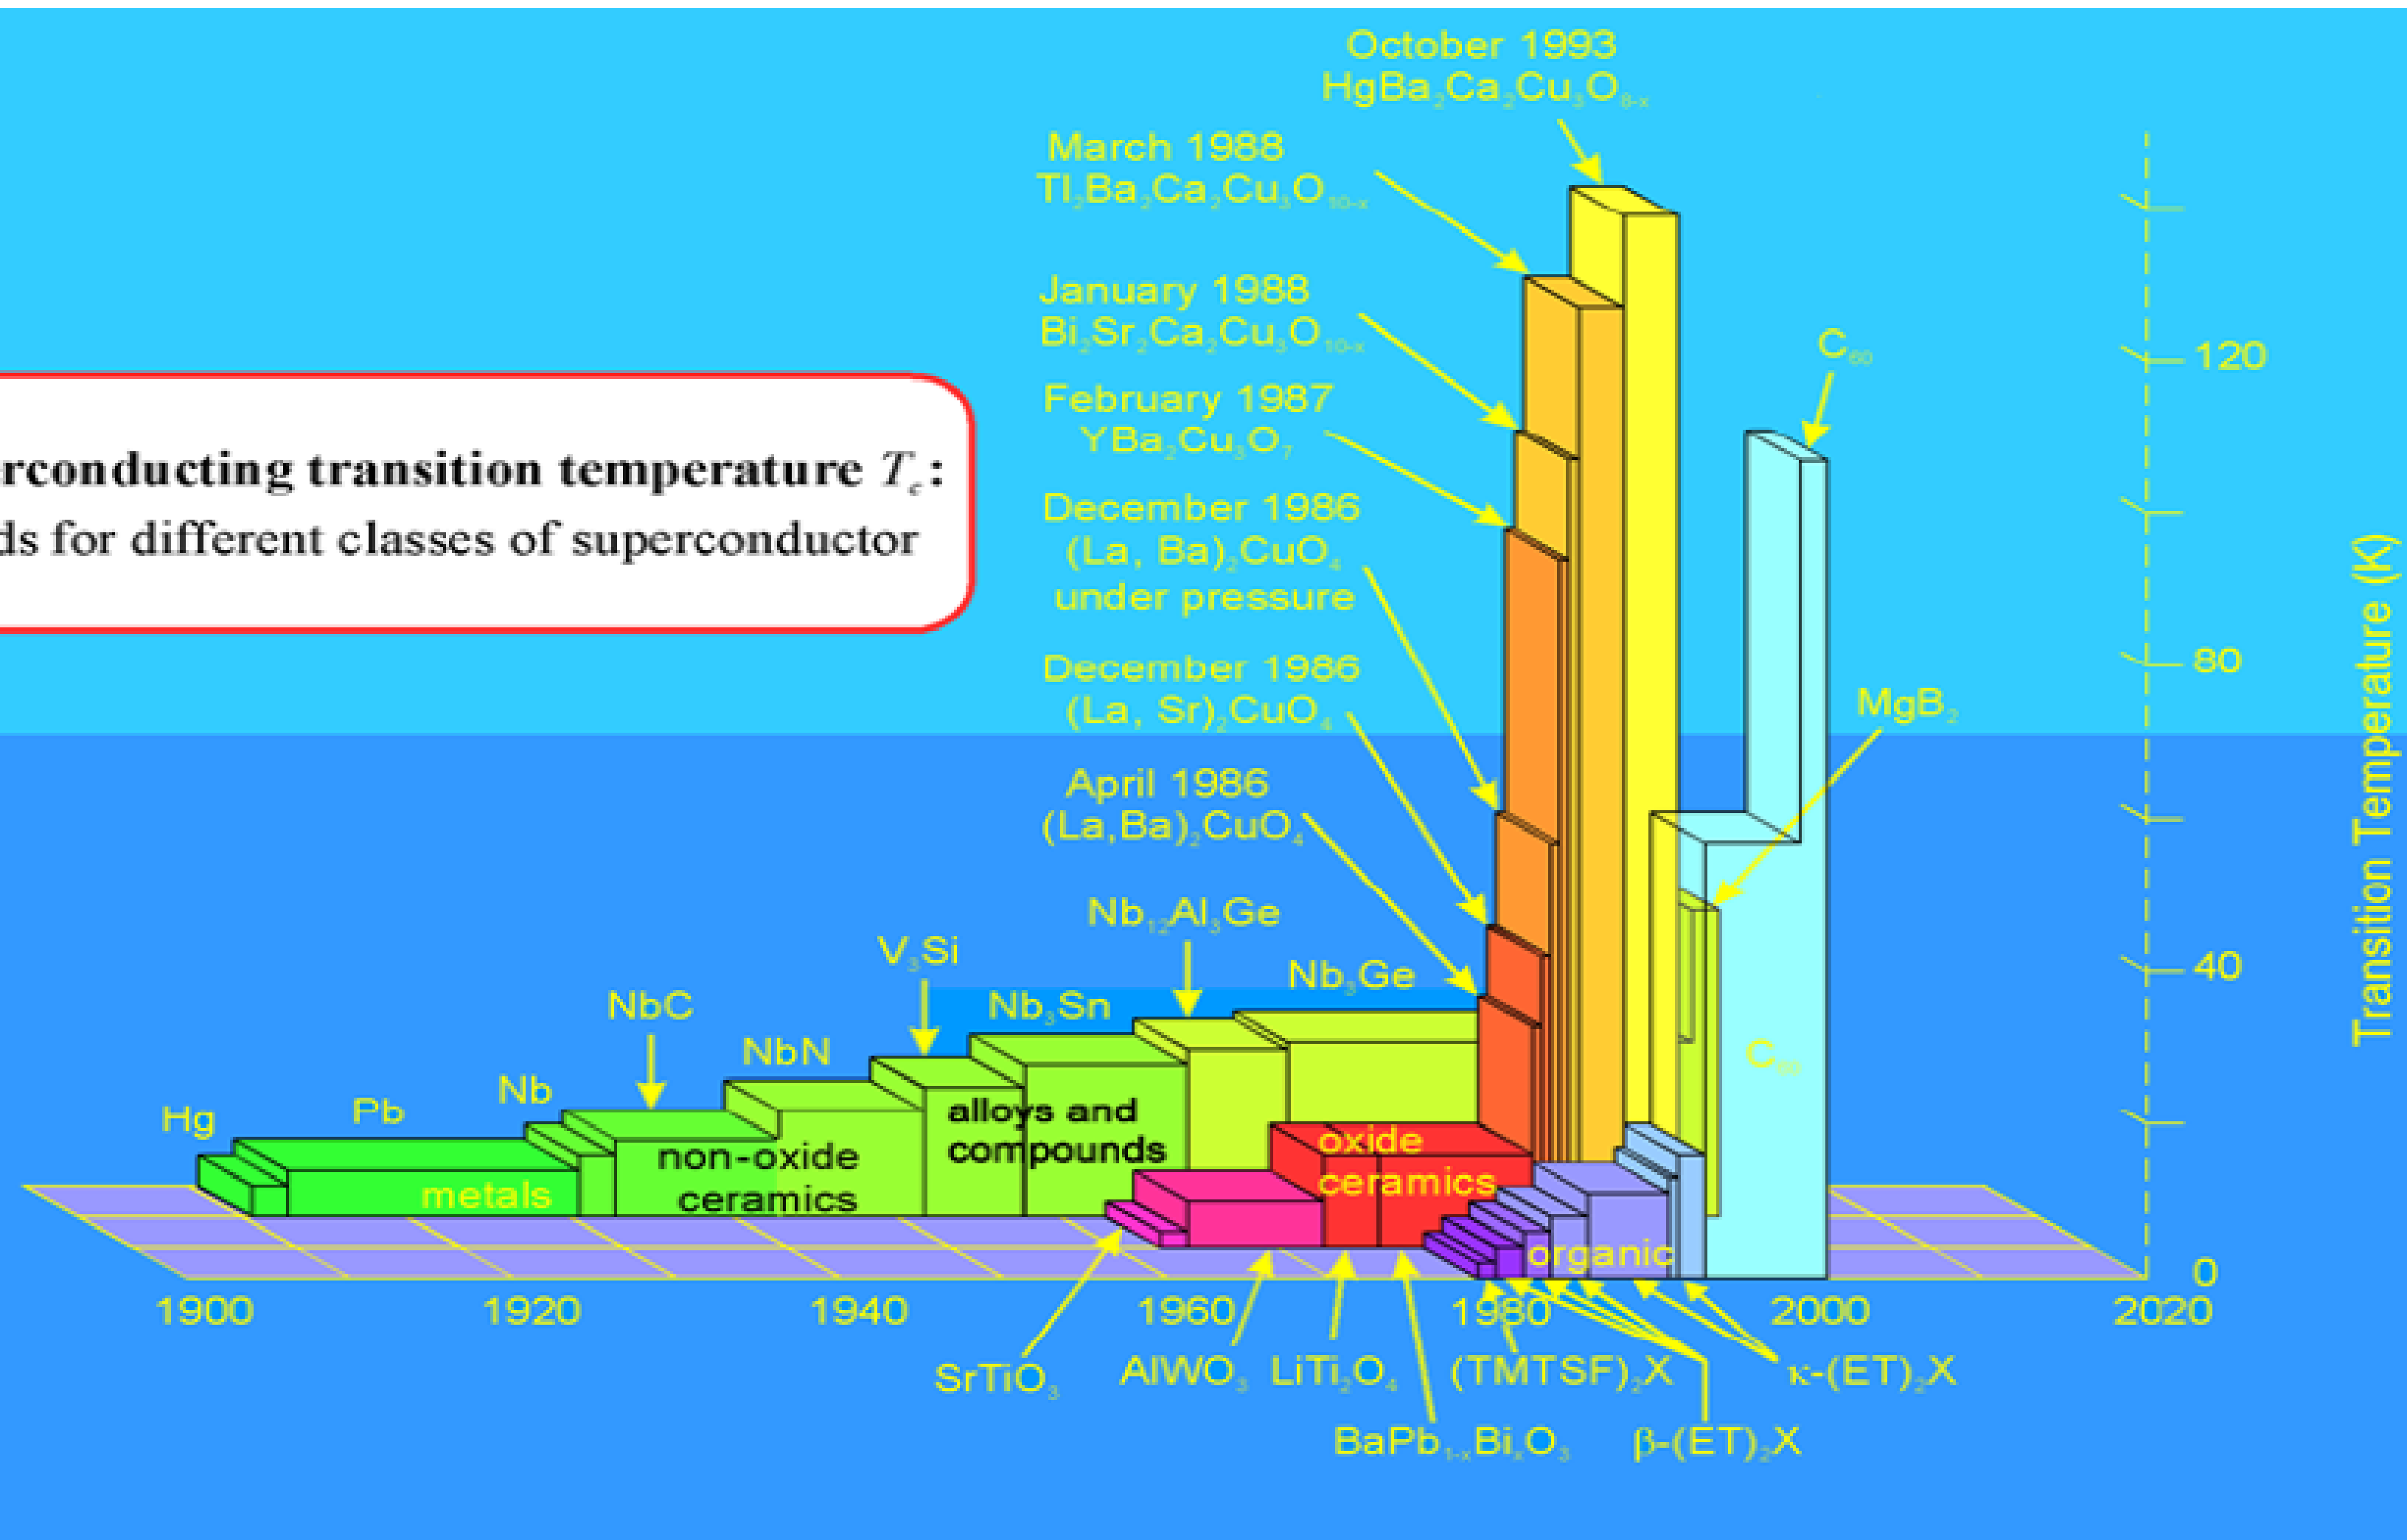 October 1993
HgBa₂Ca₂Cu₃O₈₋ₓ
March 1988
Tl₂Ba₂Ca₂Cu₃O₁₀₋ₓ
January 1988
Bi₂Sr₂Ca₂Cu₃O₁₀₋ₓ
February 1987
YBa₂Cu₃O₇
December 1986
(La, Ba)₂CuO₄
under pressure
December 1986
(La, Sr)₂CuO₄
April 1986
(La,Ba)₂CuO₄
rconducting transition temperature T꜀:
ds for different classes of superconductor
C₆₀
MgB₂
C₆₀
Nb₁₂Al₃Ge
V₃Si
Nb₃Ge
NbC
Nb₃Sn
NbN
Nb
Pb
Hg
alloys and
compounds
non-oxide
ceramics
metals
oxide
ceramics
organic
120
80
40
0
Transition Temperature (K)
1900
1920
1940
1960
1980
2000
2020
SrTiO₃
AlWO₃
LiTi₂O₄
(TMTSF)₂X
κ-(ET)₂X
BaPb₁₋ₓBiₓO₃
β-(ET)₂X